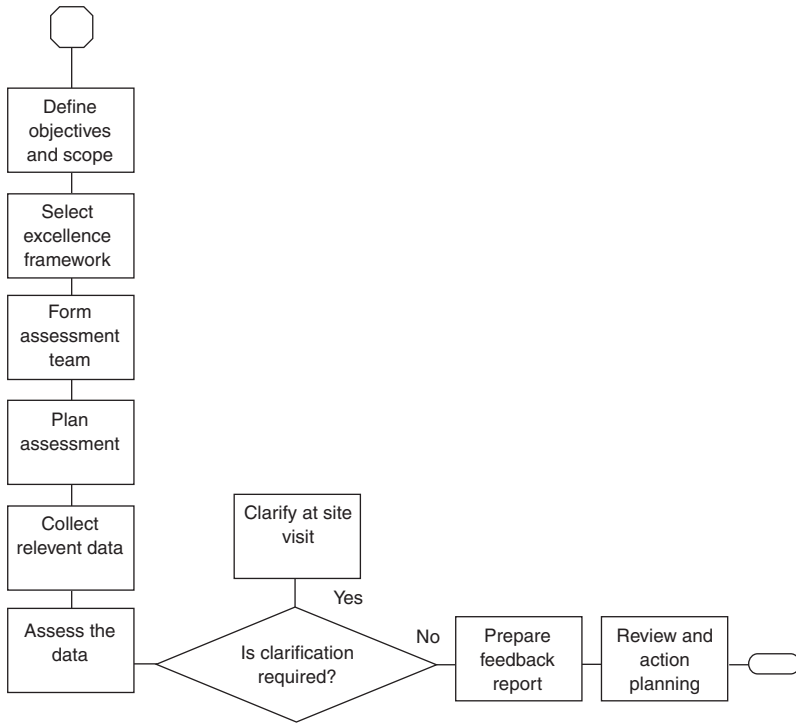 Define
objectives
and scope
Select
excellence
framework
Form
assessment
team
Plan
assessment
Collect
relevent data
Assess the
data
Clarify at site
visit
Yes
Is clarification
required?
No
Prepare
feedback
report
Review and
action
planning